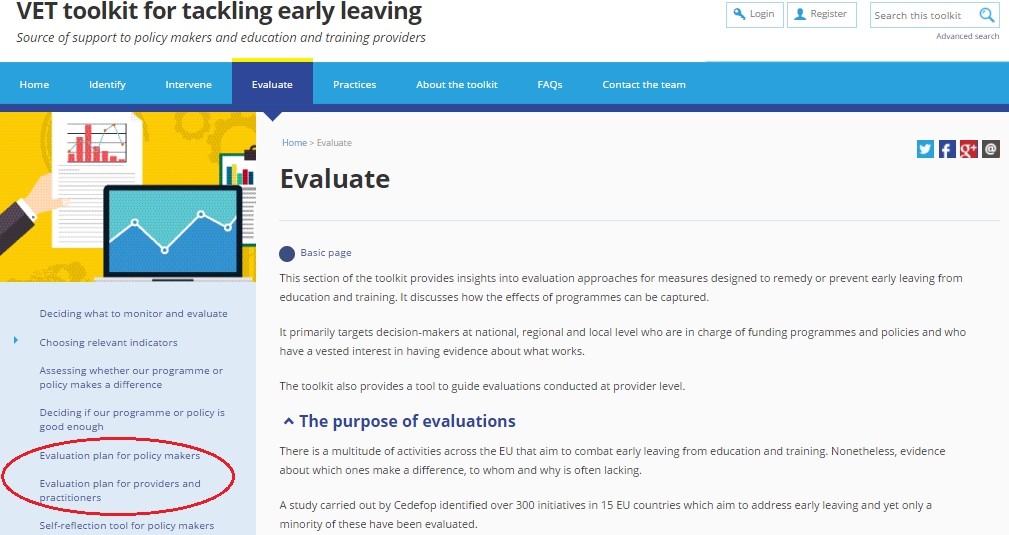 VET toolkit for tackling early leaving
Source of support to policy makers and education and training providers
Login
Register
Search this toolkit
Advanced search
Home
Identify
Intervene
Evaluate
Practices
About the toolkit
FAQs
Contact the team
Home > Evaluate
Evaluate
Basic page
This section of the toolkit provides insights into evaluation approaches for measures designed to remedy or prevent early leaving from
education and training. It discusses how the effects of programmes can be captured.
It primarily targets decision-makers at national, regional and local level who are in charge of funding programmes and policies and who
have a vested interest in having evidence about what works.
The toolkit also provides a tool to guide evaluations conducted at provider level.
The purpose of evaluations
There is a multitude of activities across the EU that aim to combat early leaving from education and training. Nonetheless, evidence
about which ones make a difference, to whom and why is often lacking.
A study carried out by Cedefop identified over 300 initiatives in 15 EU countries which aim to address early leaving and yet only a
minority of these have been evaluated.
Deciding what to monitor and evaluate
Choosing relevant indicators
Assessing whether our programme or
policy makes a difference
Deciding if our programme or policy is
good enough
Evaluation plan for policy makers
Evaluation plan for providers and
practitioners
Self-reflection tool for policy makers